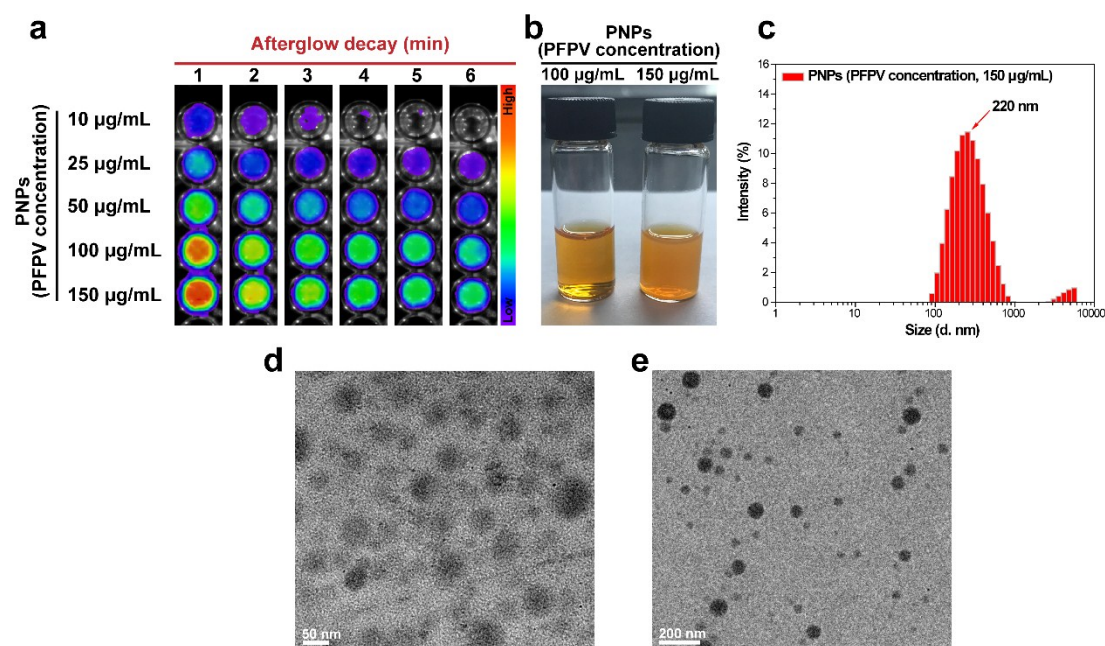 a
Afterglow decay (min)
1 2 3 4 5 6
PNPs
(PFPV concentration)
10 µg/mL
25 µg/mL
50 µg/mL
100 µg/mL
150 µg/mL
High
Low
b
PNPs
(PFPV concentration)
100 µg/mL 150 µg/mL
c
PNPs (PFPV concentration, 150 µg/mL)
220 nm
Intensity (%)
16
14
12
10
8
6
4
2
0
1 10 100 1000 10000
Size (d. nm)
d
50 nm
e
200 nm